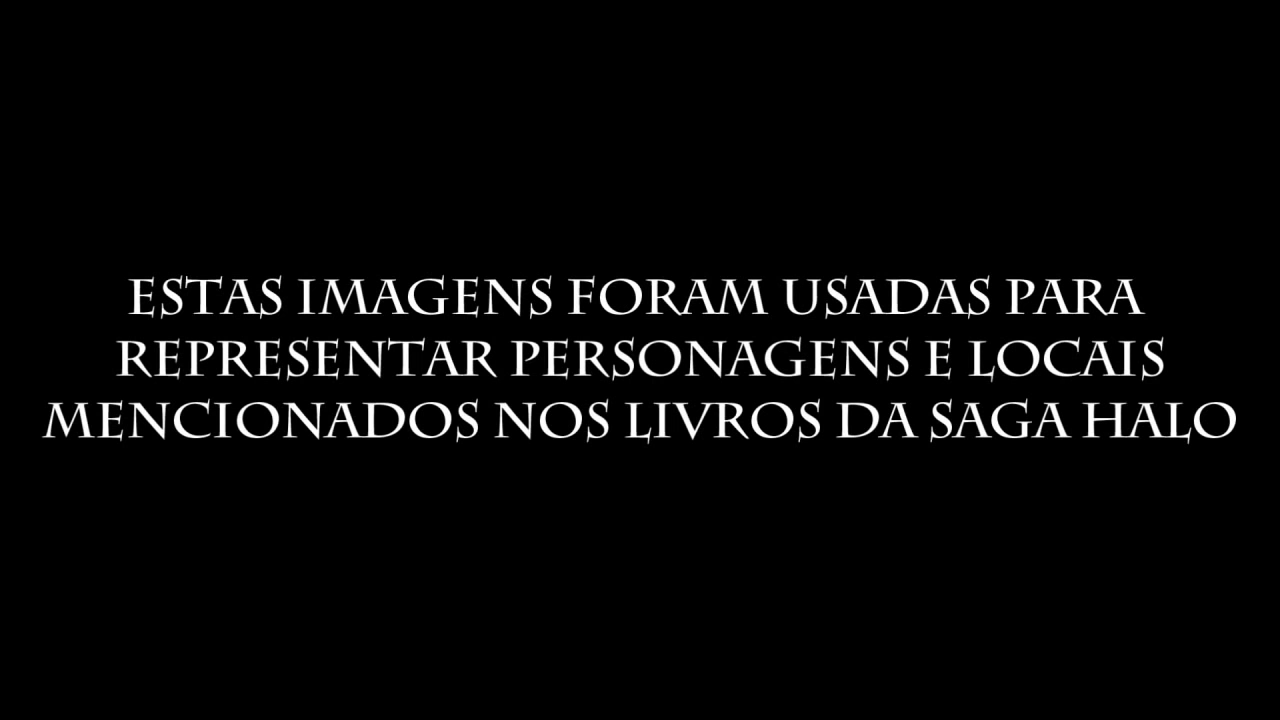 ESTAS IMAGENS FORAM USADAS PARA
REPRESENTAR PERSONAGENS E LOCAIS
MENCIONADOS NOS LIVROS DA SAGA HALO